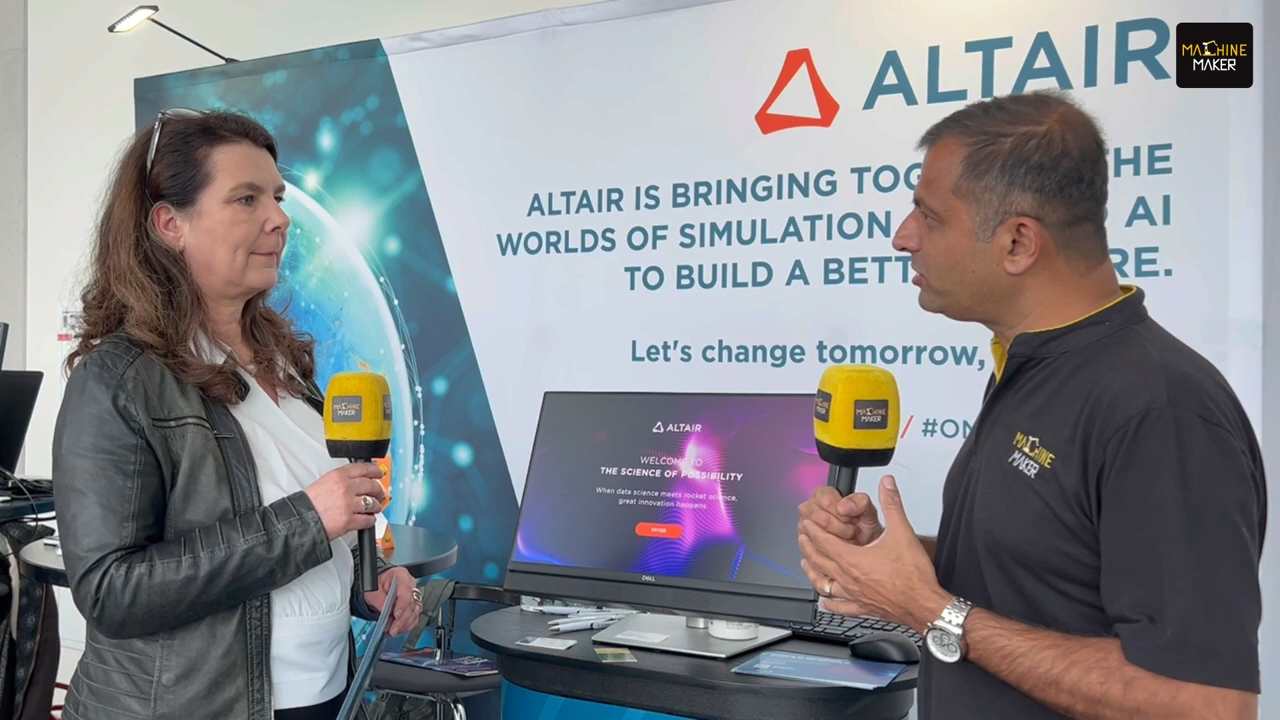 MACHINE
MAKER
ALTAIR
ALTAIR IS BRINGING TOG HE
WORLDS OF SIMULATION AI
TO BUILD A BETT RE.
Let's change tomorrow,
/ #ON
ALTAIR
WELCOME TO
THE SCIENCE OF POSSIBILITY
When data science meets rocket science,
great innovation happens.
ENTER
DELL
MACHINE
MAKER
MACHINE
MAKER
MACHINE
MAKER